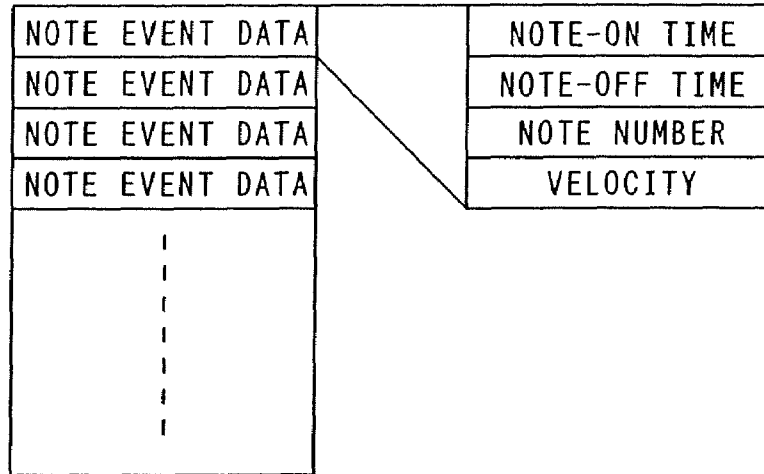 NOTE EVENT DATA
NOTE EVENT DATA
NOTE EVENT DATA
NOTE EVENT DATA
NOTE-ON TIME
NOTE-OFF TIME
NOTE NUMBER
VELOCITY